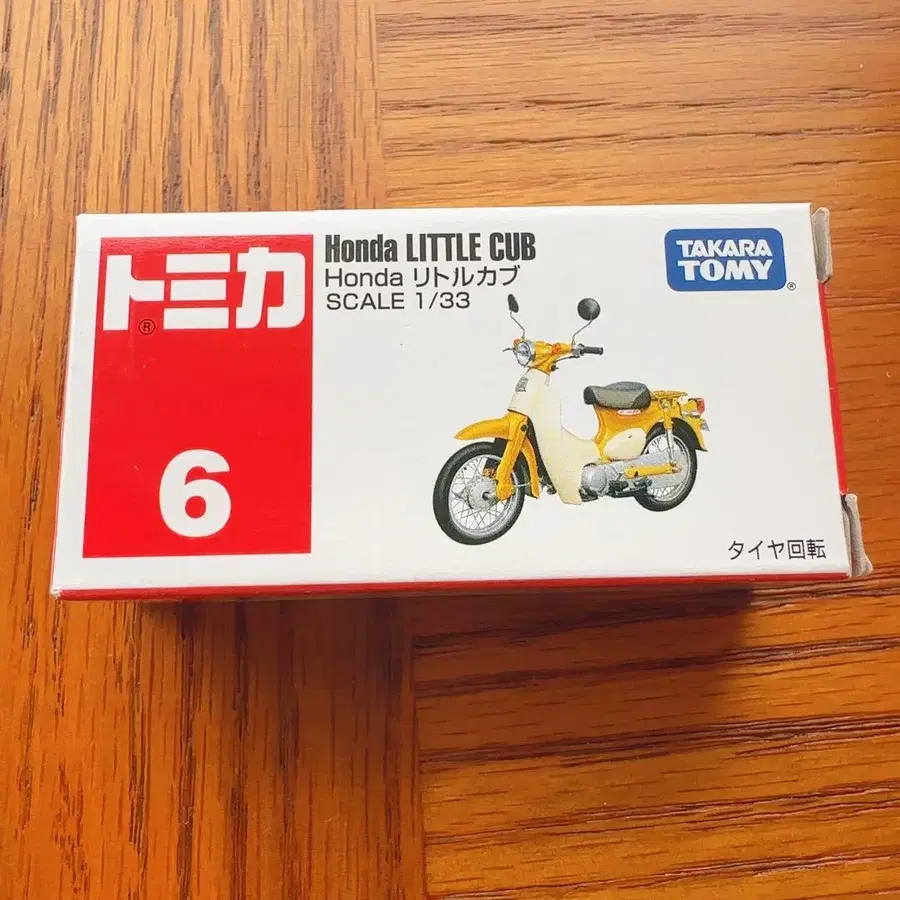 トミカ
®
6
Honda LITTLE CUB
Honda リトルカブ
SCALE 1/33
TAKARA
TOMY
®
タイヤ回転